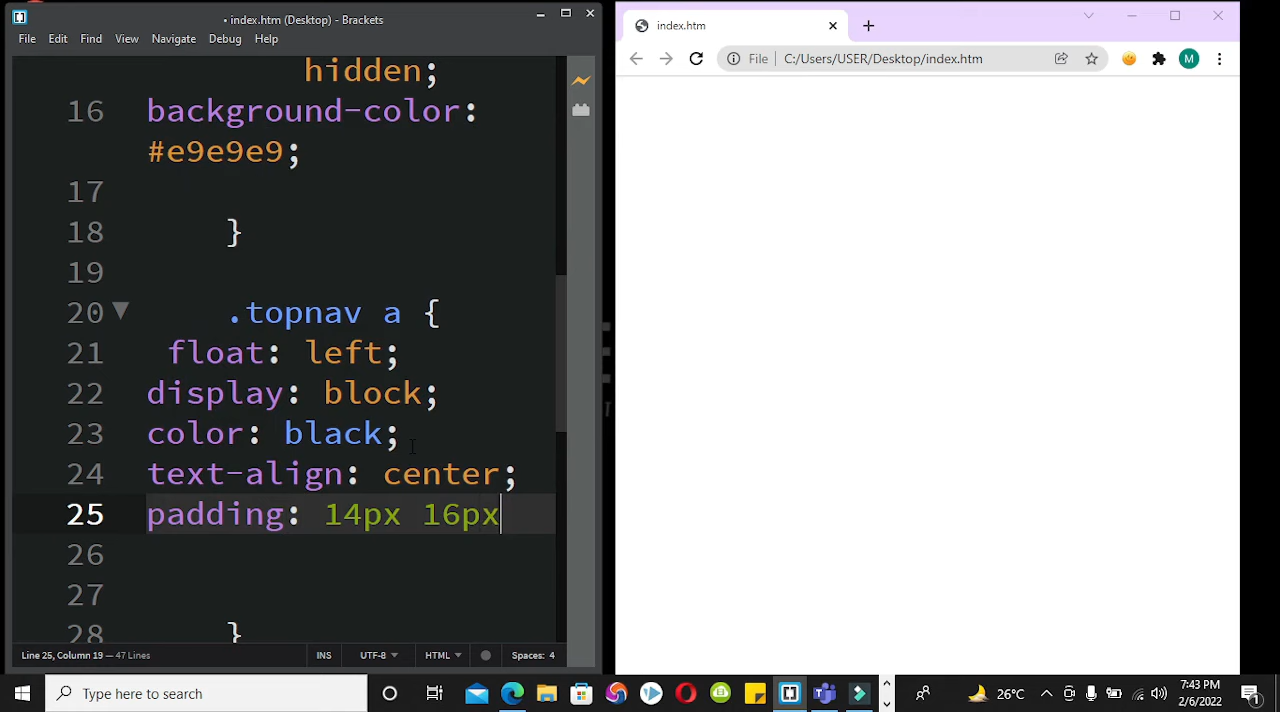 • index.htm (Desktop) - Brackets
File Edit Find View Navigate Debug Help
hidden;
16 background-color:
#e9e9e9;
17
18 }
19
20 .topnav a {
21 float: left;
22 display: block;
23 color: black;
24 text-align: center;
25 padding: 14px 16px
26
27
28 }
Line 25, Column 19 — 47 Lines
INS
UTF-8
HTML
Spaces: 4
index.htm
File C:/Users/USER/Desktop/index.htm
M
Type here to search
26°C
7:43 PM
2/6/2022
1